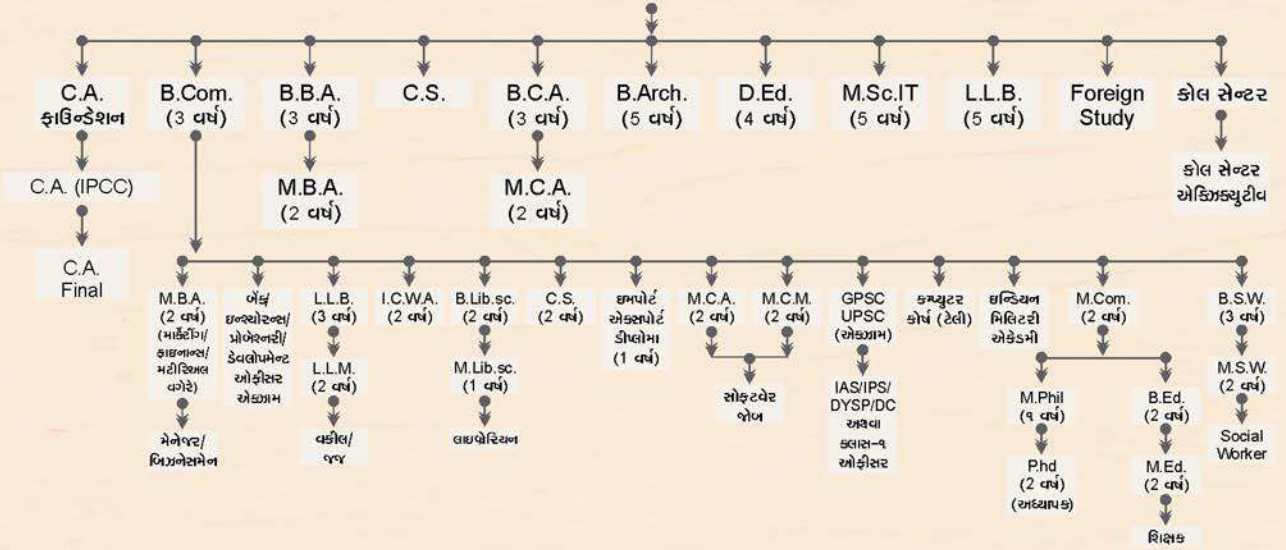 C.A.
ફાઉન્ડેશન
B.Com.
(3 વર્ષ)
B.B.A.
(3 વર્ષ)
C.S.
B.C.A.
(3 વર્ષ)
B.Arch.
(5 વર્ષ)
D.Ed.
(4 વર્ષ)
M.Sc.IT
(5 વર્ષ)
L.L.B.
(5 વર્ષ)
Foreign
Study
કોલ સેન્ટર
C.A. (IPCC)
M.B.A.
(2 વર્ષ)
M.C.A.
(2 વર્ષ)
કોલ સેન્ટર
એક્ઝિક્યુટીવ
C.A.
Final
M.B.A.
(2 વર્ષ)
(માર્કેટીંગ/
ફાઇનાન્સ/
મટીરિઅલ
વગેરે)
મેનેજર/
બિઝનેસમેન
બેંક/
ઇન્શ્યોરન્સ/
પ્રોબેશ્નરી/
ડેવલોપમેન્ટ
ઓફીસર
એક્ઝામ
L.L.B.
(3 વર્ષ)
L.L.M.
(2 વર્ષ)
વકીલ/
જજ
I.C.W.A.
(2 વર્ષ)
B.Lib.sc.
(2 વર્ષ)
M.Lib.sc.
(1 વર્ષ)
લાઇબ્રેરિયન
C.S.
(2 વર્ષ)
ઇમપોર્ટ
એક્સપોર્ટ
ડીપ્લોમા
(1 વર્ષ)
M.C.A.
(2 વર્ષ)
M.C.M.
(2 વર્ષ)
સોફટવેર
જોબ
GPSC
UPSC
(એક્ઝામ)
IAS/IPS/
DYSP/DC
અથવા
ક્લાસ-૧
ઓફીસર
કમ્પ્યુટર
કોર્ષ (ટેલી)
ઇન્ડિયન
મિલિટરી
એકેડમી
M.Com.
(2 વર્ષ)
M.Phil
(૧ વર્ષ)
P.hd
(2 વર્ષ)
(અધ્યાપક)
B.Ed.
(2 વર્ષ)
M.Ed.
(2 વર્ષ)
શિક્ષક
B.S.W.
(3 વર્ષ)
M.S.W.
(2 વર્ષ)
Social
Worker